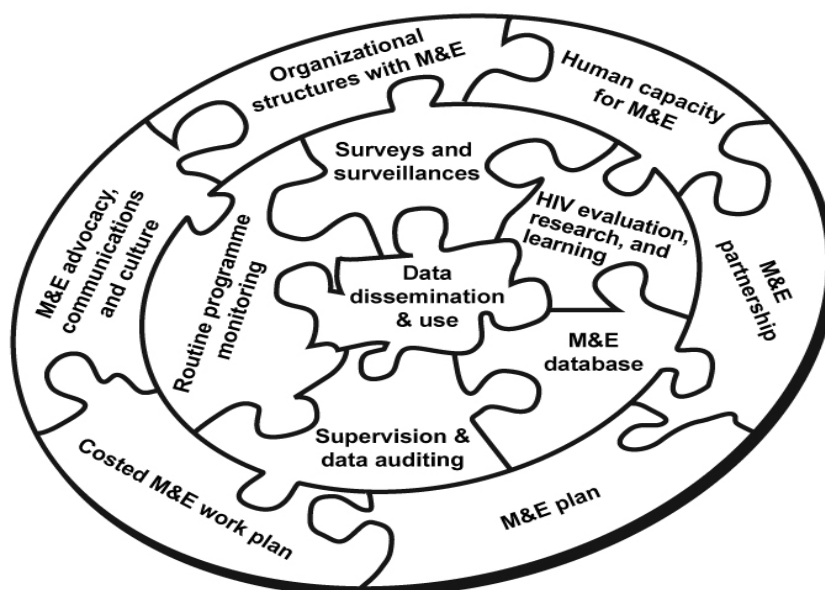 Organizational
structures with M&E
Human capacity
for M&E
M&E
partnership
M&E plan
Costed M&E work plan
M&E advocacy,
communications
and culture
Surveys and
surveillances
HIV evaluation,
research, and
learning
M&E
database
Supervision &
data auditing
Routine programme
monitoring
Data
dissemination
& use